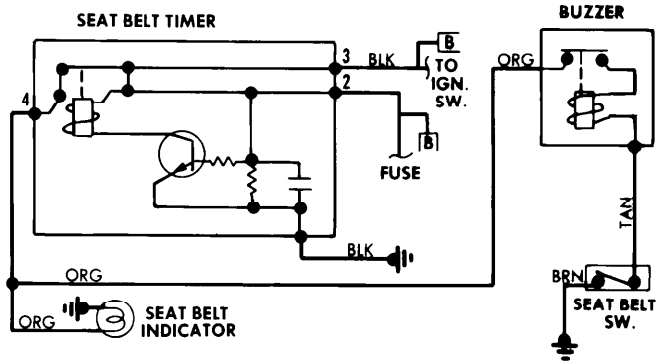 SEAT BELT TIMER
BUZZER
3
BLK
B
TO
IGN.
SW.
2
4
B
FUSE
ORG
TAN
BLK
ORG
BRN
SEAT BELT
SW.
ORG
SEAT BELT
INDICATOR